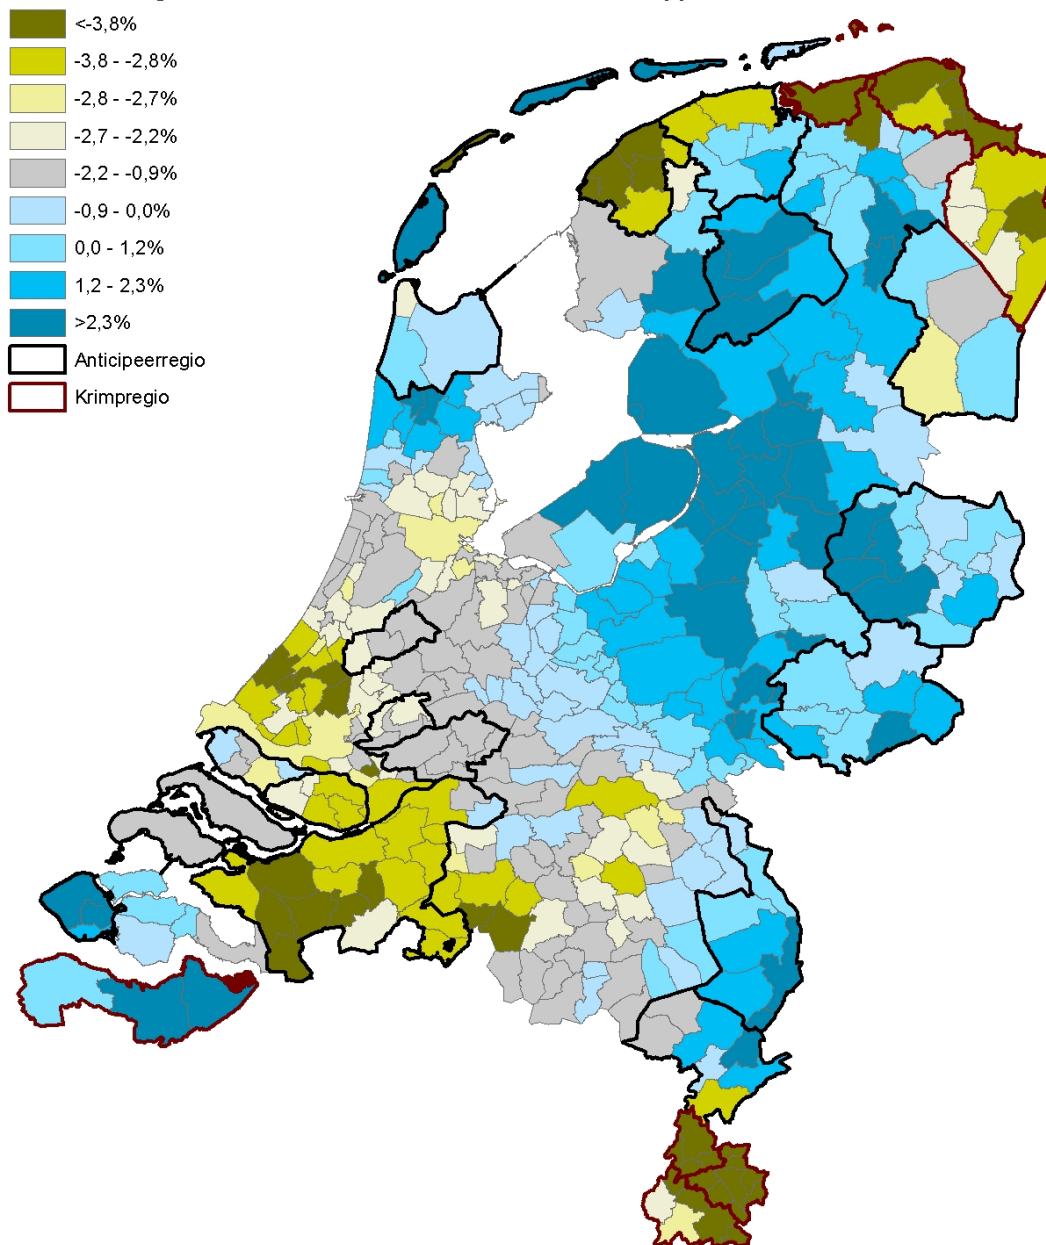 <-3,8%
-3,8 - -2,8%
-2,8 - -2,7%
-2,7 - -2,2%
-2,2 - -0,9%
-0,9 - 0,0%
0,0 - 1,2%
1,2 - 2,3%
>2,3%
Anticipeerregio
Krimpregio